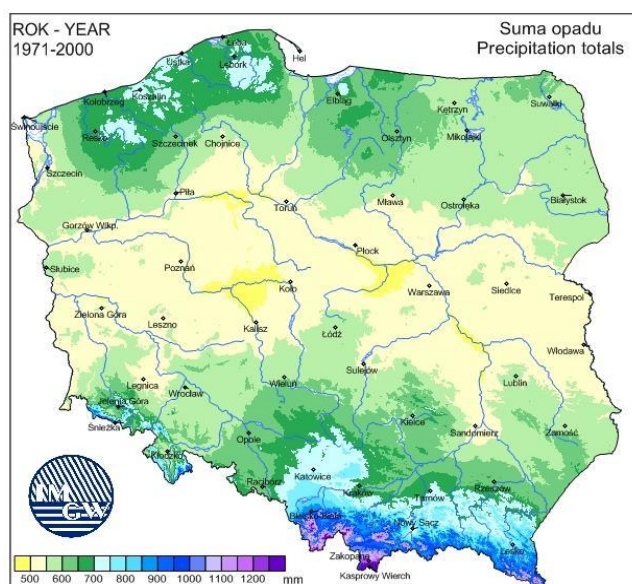 ROK - YEAR
1971-2000
Suma opadu
Precipitation totals
Łeba
Ustka
Lębork
Hel
Koszalin
Kołobrzeg
Elbląg
Kętrzyn
Suwałki
Świnoujście
Resko
Szczecinek
Chojnice
Olsztyn
Mikołajki
Szczecin
Piła
Toruń
Mława
Ostrołęka
Białystok
Gorzów Wlkp.
Płock
Słubice
Poznań
Koło
Warszawa
Siedlce
Terespol
Zielona Góra
Leszno
Kalisz
Łódź
Sulejów
Włodawa
Legnica
Wrocław
Wieluń
Lublin
Jelenia Góra
Śnieżka
Kielce
Sandomierz
Zamość
Kłodzko
Opole
Katowice
Racibórz
Kraków
Tarnów
Rzeszów
Bielsko-Biała
Nowy Sącz
Lesko
Zakopane
Kasprowy Wierch
IM
GW
500 600 700 800 900 1000 1100 1200 mm